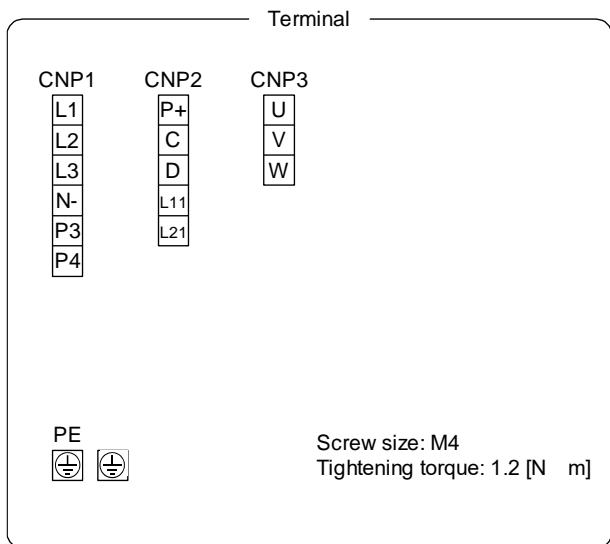 Terminal
CNP1
L1
L2
L3
N-
P3
P4
CNP2
P+
C
D
L11
L21
CNP3
U
V
W
PE
Screw size: M4
Tightening torque: 1.2 [N m]